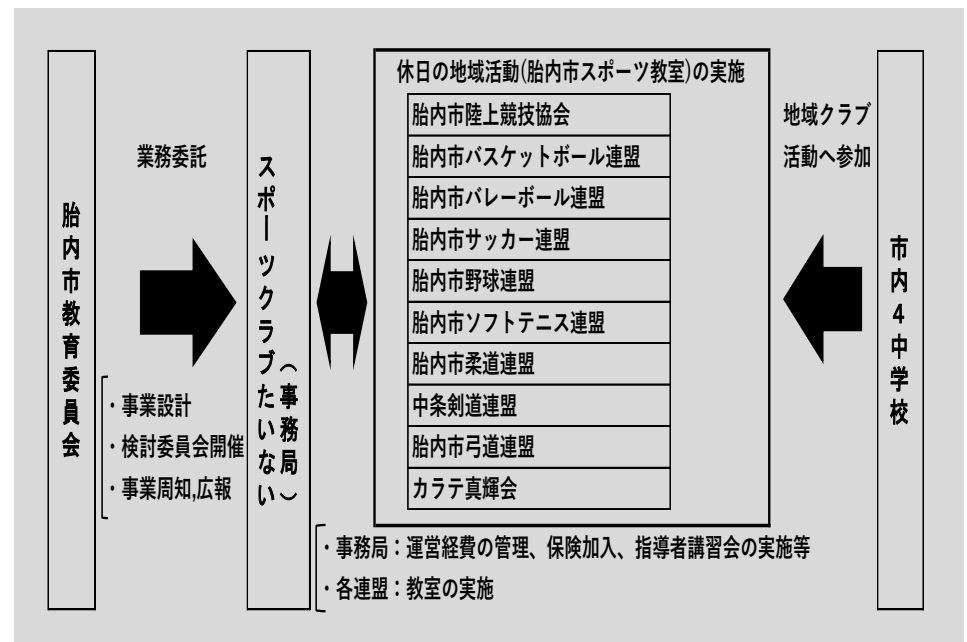 胎内市教育委員会
業務委託
・事業設計
・検討委員会開催
・事業周知,広報
スポーツクラブたいない
（事務局）
休日の地域活動(胎内市スポーツ教室)の実施
胎内市陸上競技協会
胎内市バスケットボール連盟
胎内市バレーボール連盟
胎内市サッカー連盟
胎内市野球連盟
胎内市ソフトテニス連盟
胎内市柔道連盟
中条剣道連盟
胎内市弓道連盟
カラテ真輝会
・事務局：運営経費の管理、保険加入、指導者講習会の実施等
・各連盟：教室の実施
地域クラブ
活動へ参加
市内４中学校